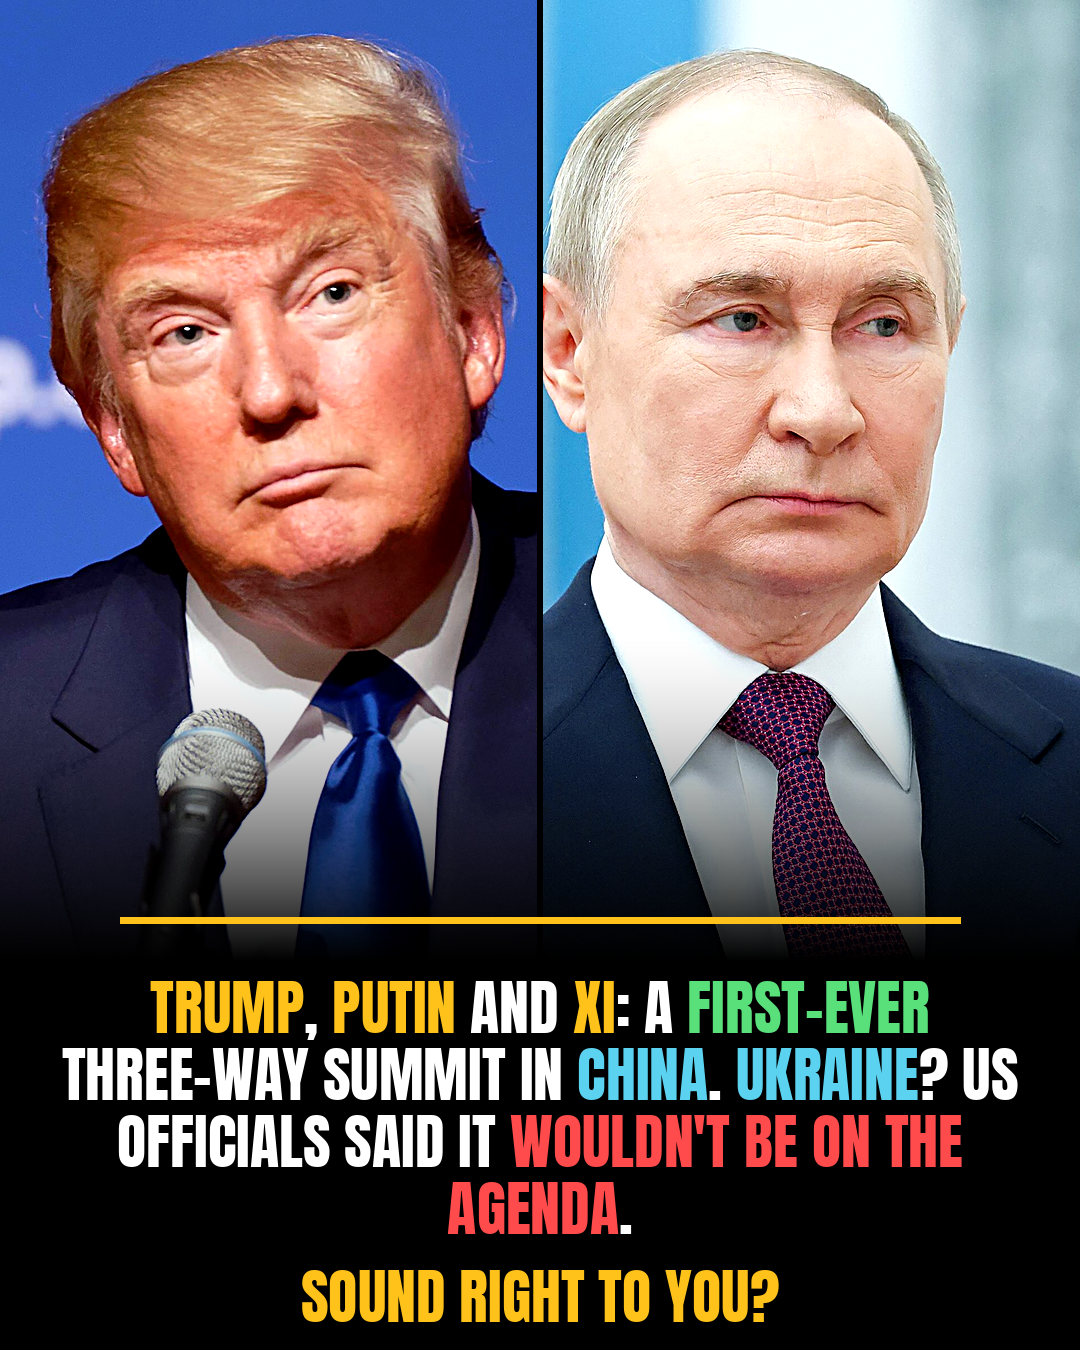 TRUMP, PUTIN AND XI: A FIRST-EVER
THREE-WAY SUMMIT IN CHINA. UKRAINE? US
OFFICIALS SAID IT WOULDN'T BE ON THE
AGENDA.
SOUND RIGHT TO YOU?